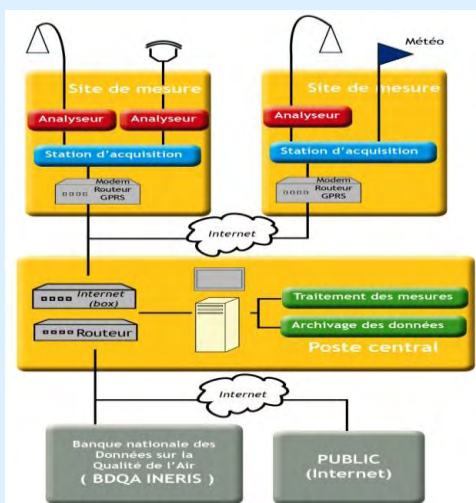 Météo
Site de mesure
Analyseur
Analyseur
Station d'acquisition
Modem
Routeur
GPRS
Site de mesure
Analyseur
Station d'acquisition
Modem
Routeur
GPRS
Internet
Internet
(box)
Routeur
Traitement des mesures
Archivage des données
Poste central
Internet
Banque nationale des
Données sur la
Qualité de l'Air
( BDQA INERIS )
PUBLIC
(Internet)